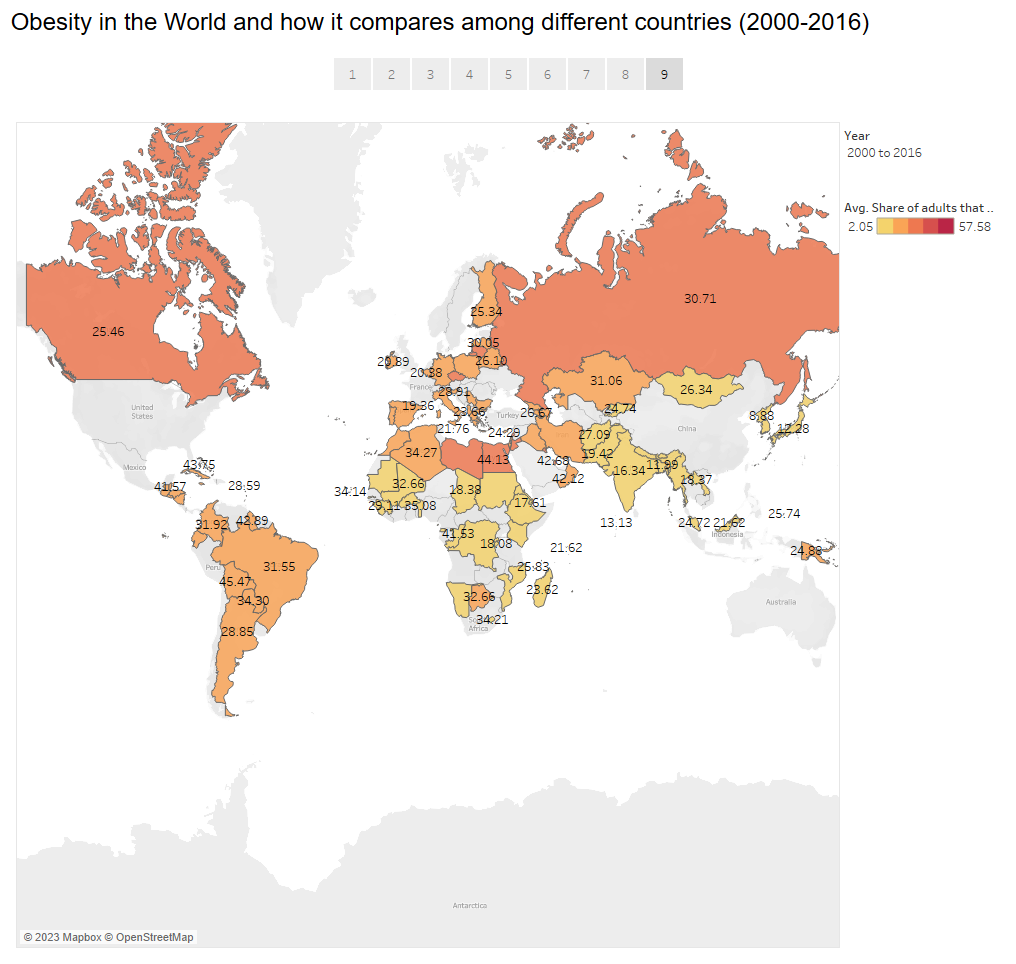 Obesity in the World and how it compares among different countries (2000-2016)
1 2 3 4 5 6 7 8 9
Year
2000 to 2016
Avg. Share of adults that ..
2.05 57.58
30.71
25.34
25.46
30.05
29.89 26.10
20.38
31.06
France
26.34
28.91
19.36
United States
23.66 Turkey 26.67 24.74
8.88
21.76 24.29
China 12.28
27.09
34.27 44.13 42.68 19.42
Mexico 43.75
11.99
16.34
41.57 28.59
34.14 32.66 18.38 42.12 18.37
29.11 35.08 17.61
25.74
31.92 42.89
13.13 24.72 21.62
Indonesia
41.53 18.08 21.62
24.88
Peru 31.55
25.83
45.47
23.62
34.30 32.66
Australia
34.21
South Africa
28.85
Antarctica
© 2023 Mapbox © OpenStreetMap